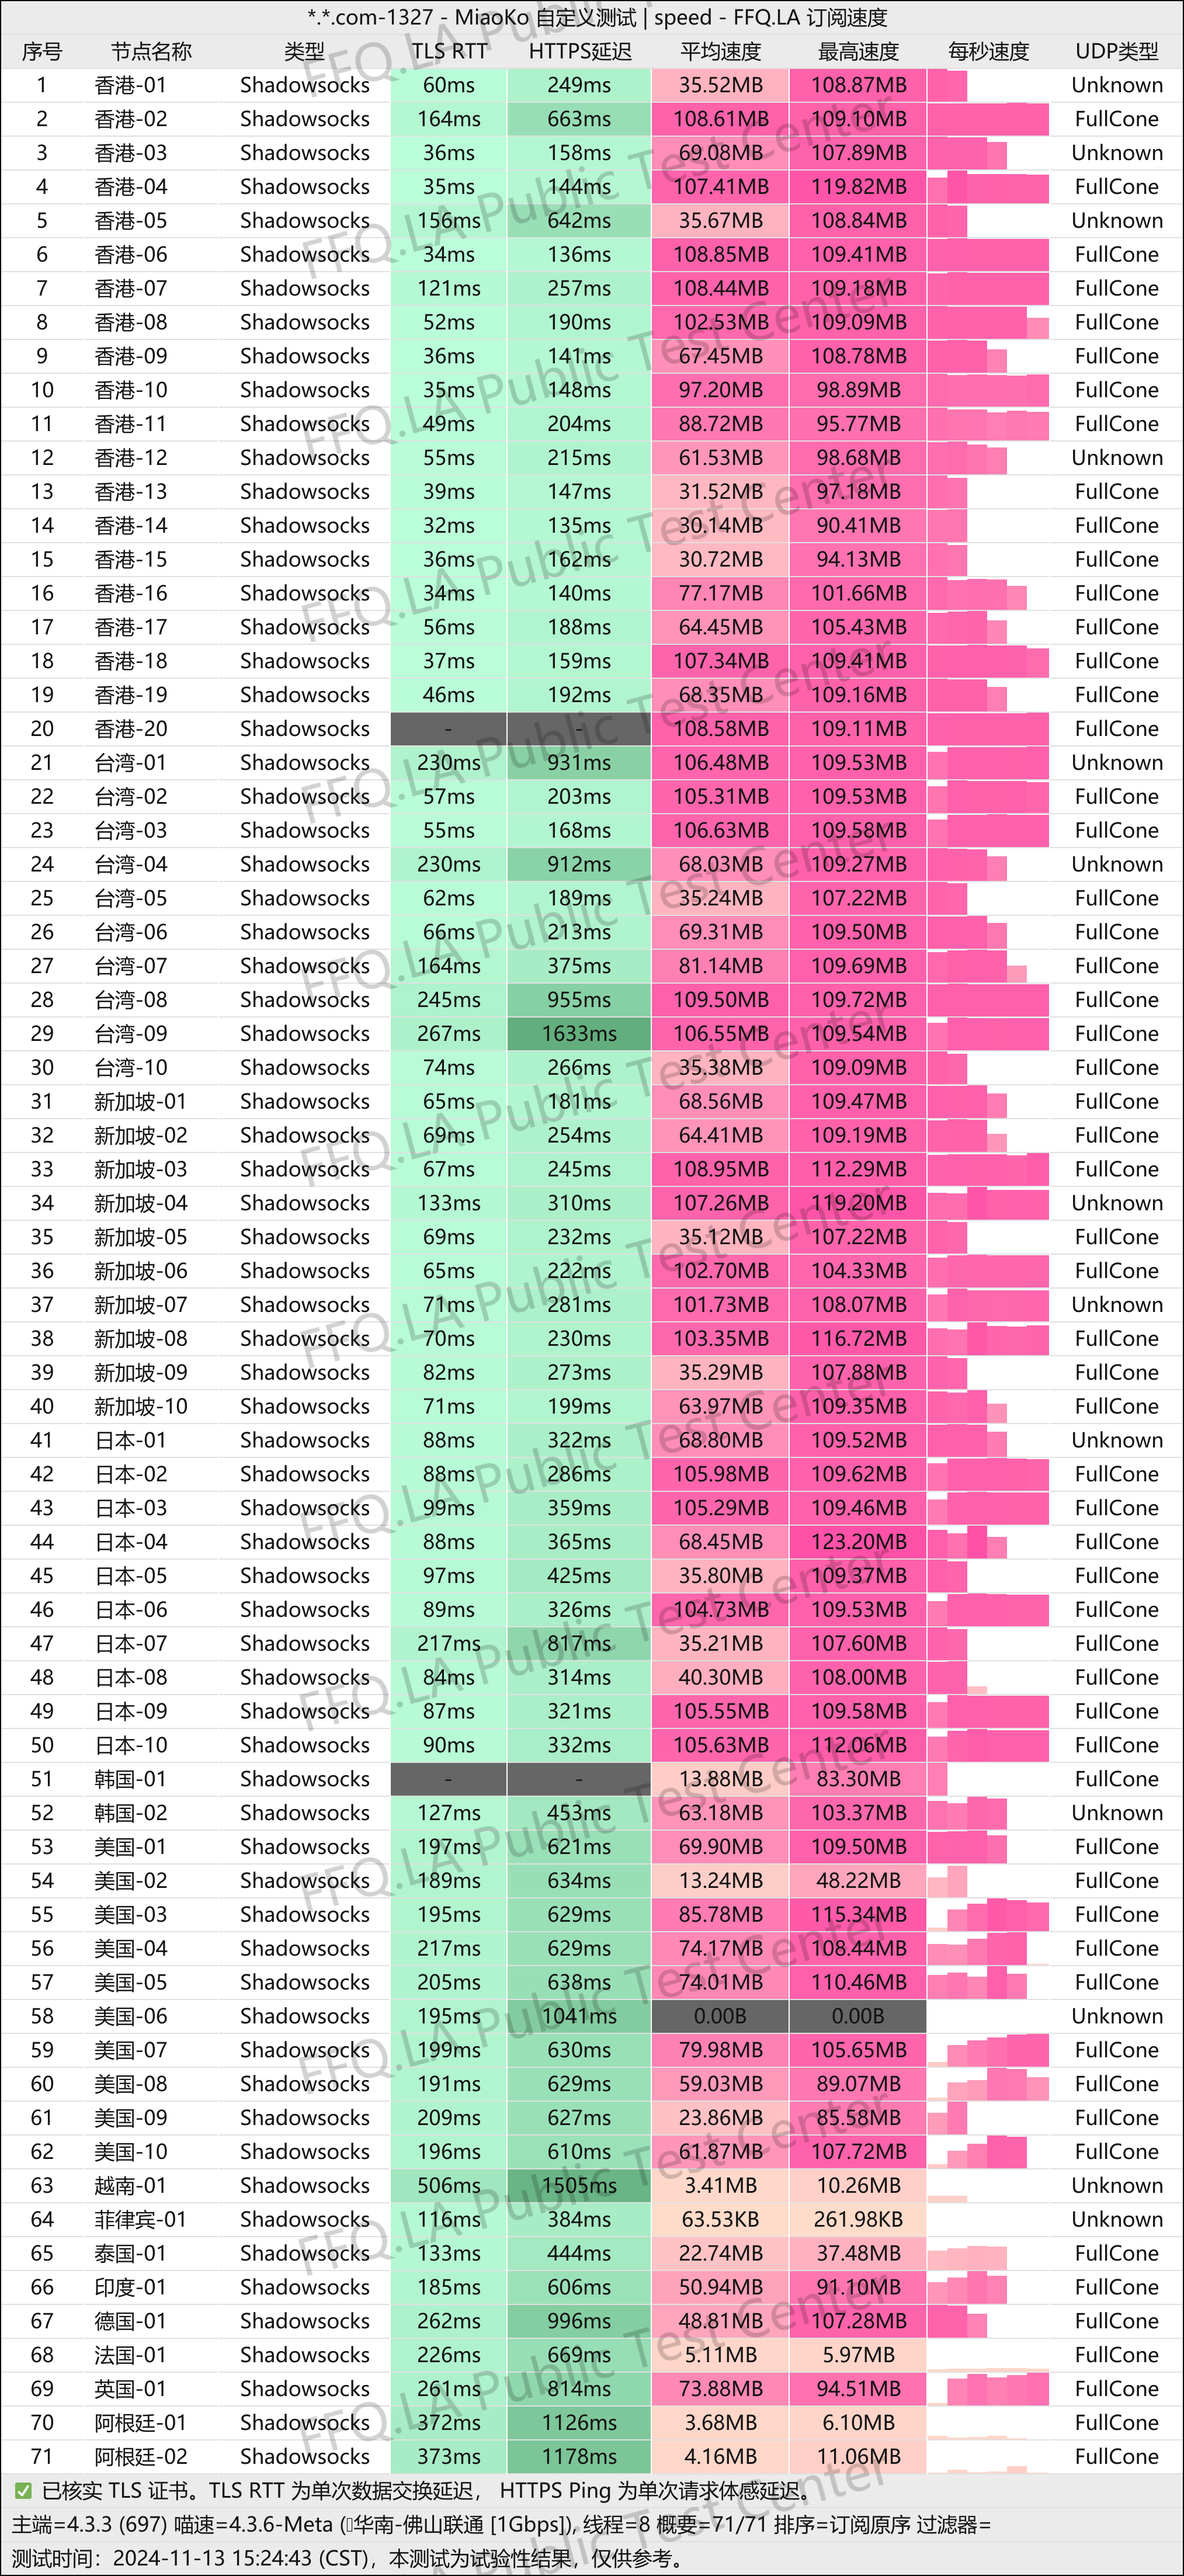 *.*.com-1327 - MiaoKo 自定义测试 | speed - FFQ.LA 订阅速度
序号 节点名称 类型 TLS RTT HTTPS延迟 平均速度 最高速度 每秒速度 UDP类型
1 香港-01 Shadowsocks 60ms 249ms 35.52MB 108.87MB Unknown
2 香港-02 Shadowsocks 164ms 663ms 108.61MB 109.10MB FullCone
3 香港-03 Shadowsocks 36ms 158ms 69.08MB 107.89MB Unknown
4 香港-04 Shadowsocks 35ms 144ms 107.41MB 119.82MB FullCone
5 香港-05 Shadowsocks 156ms 642ms 35.67MB 108.84MB Unknown
6 香港-06 Shadowsocks 34ms 136ms 108.85MB 109.41MB FullCone
7 香港-07 Shadowsocks 121ms 257ms 108.44MB 109.18MB FullCone
8 香港-08 Shadowsocks 52ms 190ms 102.53MB 109.09MB FullCone
9 香港-09 Shadowsocks 36ms 141ms 67.45MB 108.78MB FullCone
10 香港-10 Shadowsocks 35ms 148ms 97.20MB 98.89MB FullCone
11 香港-11 Shadowsocks 49ms 204ms 88.72MB 95.77MB FullCone
12 香港-12 Shadowsocks 55ms 215ms 61.53MB 98.68MB Unknown
13 香港-13 Shadowsocks 39ms 147ms 31.52MB 97.18MB FullCone
14 香港-14 Shadowsocks 32ms 135ms 30.14MB 90.41MB FullCone
15 香港-15 Shadowsocks 36ms 162ms 30.72MB 94.13MB FullCone
16 香港-16 Shadowsocks 34ms 140ms 77.17MB 101.66MB FullCone
17 香港-17 Shadowsocks 56ms 188ms 64.45MB 105.43MB FullCone
18 香港-18 Shadowsocks 37ms 159ms 107.34MB 109.41MB FullCone
19 香港-19 Shadowsocks 46ms 192ms 68.35MB 109.16MB FullCone
20 香港-20 Shadowsocks - - 108.58MB 109.11MB FullCone
21 台湾-01 Shadowsocks 230ms 931ms 106.48MB 109.53MB Unknown
22 台湾-02 Shadowsocks 57ms 203ms 105.31MB 109.53MB FullCone
23 台湾-03 Shadowsocks 55ms 168ms 106.63MB 109.58MB FullCone
24 台湾-04 Shadowsocks 230ms 912ms 68.03MB 109.27MB Unknown
25 台湾-05 Shadowsocks 62ms 189ms 35.24MB 107.22MB FullCone
26 台湾-06 Shadowsocks 66ms 213ms 69.31MB 109.50MB FullCone
27 台湾-07 Shadowsocks 164ms 375ms 81.14MB 109.69MB FullCone
28 台湾-08 Shadowsocks 245ms 955ms 109.50MB 109.72MB FullCone
29 台湾-09 Shadowsocks 267ms 1633ms 106.55MB 109.54MB FullCone
30 台湾-10 Shadowsocks 74ms 266ms 35.38MB 109.09MB FullCone
31 新加坡-01 Shadowsocks 65ms 181ms 68.56MB 109.47MB FullCone
32 新加坡-02 Shadowsocks 69ms 254ms 64.41MB 109.19MB FullCone
33 新加坡-03 Shadowsocks 67ms 245ms 108.95MB 112.29MB FullCone
34 新加坡-04 Shadowsocks 133ms 310ms 107.26MB 119.20MB Unknown
35 新加坡-05 Shadowsocks 69ms 232ms 35.12MB 107.22MB FullCone
36 新加坡-06 Shadowsocks 65ms 222ms 102.70MB 104.33MB FullCone
37 新加坡-07 Shadowsocks 71ms 281ms 101.73MB 108.07MB Unknown
38 新加坡-08 Shadowsocks 70ms 230ms 103.35MB 116.72MB FullCone
39 新加坡-09 Shadowsocks 82ms 273ms 35.29MB 107.88MB FullCone
40 新加坡-10 Shadowsocks 71ms 199ms 63.97MB 109.35MB FullCone
41 日本-01 Shadowsocks 88ms 322ms 68.80MB 109.52MB Unknown
42 日本-02 Shadowsocks 88ms 286ms 105.98MB 109.62MB FullCone
43 日本-03 Shadowsocks 99ms 359ms 105.29MB 109.46MB FullCone
44 日本-04 Shadowsocks 88ms 365ms 68.45MB 123.20MB FullCone
45 日本-05 Shadowsocks 97ms 425ms 35.80MB 109.37MB FullCone
46 日本-06 Shadowsocks 89ms 326ms 104.73MB 109.53MB FullCone
47 日本-07 Shadowsocks 217ms 817ms 35.21MB 107.60MB FullCone
48 日本-08 Shadowsocks 84ms 314ms 40.30MB 108.00MB FullCone
49 日本-09 Shadowsocks 87ms 321ms 105.55MB 109.58MB FullCone
50 日本-10 Shadowsocks 90ms 332ms 105.63MB 112.06MB FullCone
51 韩国-01 Shadowsocks - - 13.88MB 83.30MB FullCone
52 韩国-02 Shadowsocks 127ms 453ms 63.18MB 103.37MB Unknown
53 美国-01 Shadowsocks 197ms 621ms 69.90MB 109.50MB FullCone
54 美国-02 Shadowsocks 189ms 634ms 13.24MB 48.22MB FullCone
55 美国-03 Shadowsocks 195ms 629ms 85.78MB 115.34MB FullCone
56 美国-04 Shadowsocks 217ms 629ms 74.17MB 108.44MB FullCone
57 美国-05 Shadowsocks 205ms 638ms 74.01MB 110.46MB FullCone
58 美国-06 Shadowsocks 195ms 1041ms 0.00B 0.00B Unknown
59 美国-07 Shadowsocks 199ms 630ms 79.98MB 105.65MB FullCone
60 美国-08 Shadowsocks 191ms 629ms 59.03MB 89.07MB FullCone
61 美国-09 Shadowsocks 209ms 627ms 23.86MB 85.58MB FullCone
62 美国-10 Shadowsocks 196ms 610ms 61.87MB 107.72MB FullCone
63 越南-01 Shadowsocks 506ms 1505ms 3.41MB 10.26MB Unknown
64 菲律宾-01 Shadowsocks 116ms 384ms 63.53KB 261.98KB Unknown
65 泰国-01 Shadowsocks 133ms 444ms 22.74MB 37.48MB FullCone
66 印度-01 Shadowsocks 185ms 606ms 50.94MB 91.10MB FullCone
67 德国-01 Shadowsocks 262ms 996ms 48.81MB 107.28MB FullCone
68 法国-01 Shadowsocks 226ms 669ms 5.11MB 5.97MB FullCone
69 英国-01 Shadowsocks 261ms 814ms 73.88MB 94.51MB FullCone
70 阿根廷-01 Shadowsocks 372ms 1126ms 3.68MB 6.10MB FullCone
71 阿根廷-02 Shadowsocks 373ms 1178ms 4.16MB 11.06MB FullCone
✅ 已核实 TLS 证书。TLS RTT 为单次数据交换延迟， HTTPS Ping 为单次请求体感延迟。
主端=4.3.3 (697) 喵速=4.3.6-Meta (华南-佛山联通 [1Gbps]), 线程=8 概要=71/71 排序=订阅原序 过滤器=
测试时间：2024-11-13 15:24:43 (CST)，本测试为试验性结果，仅供参考。
FFQ.LA Public Test Center